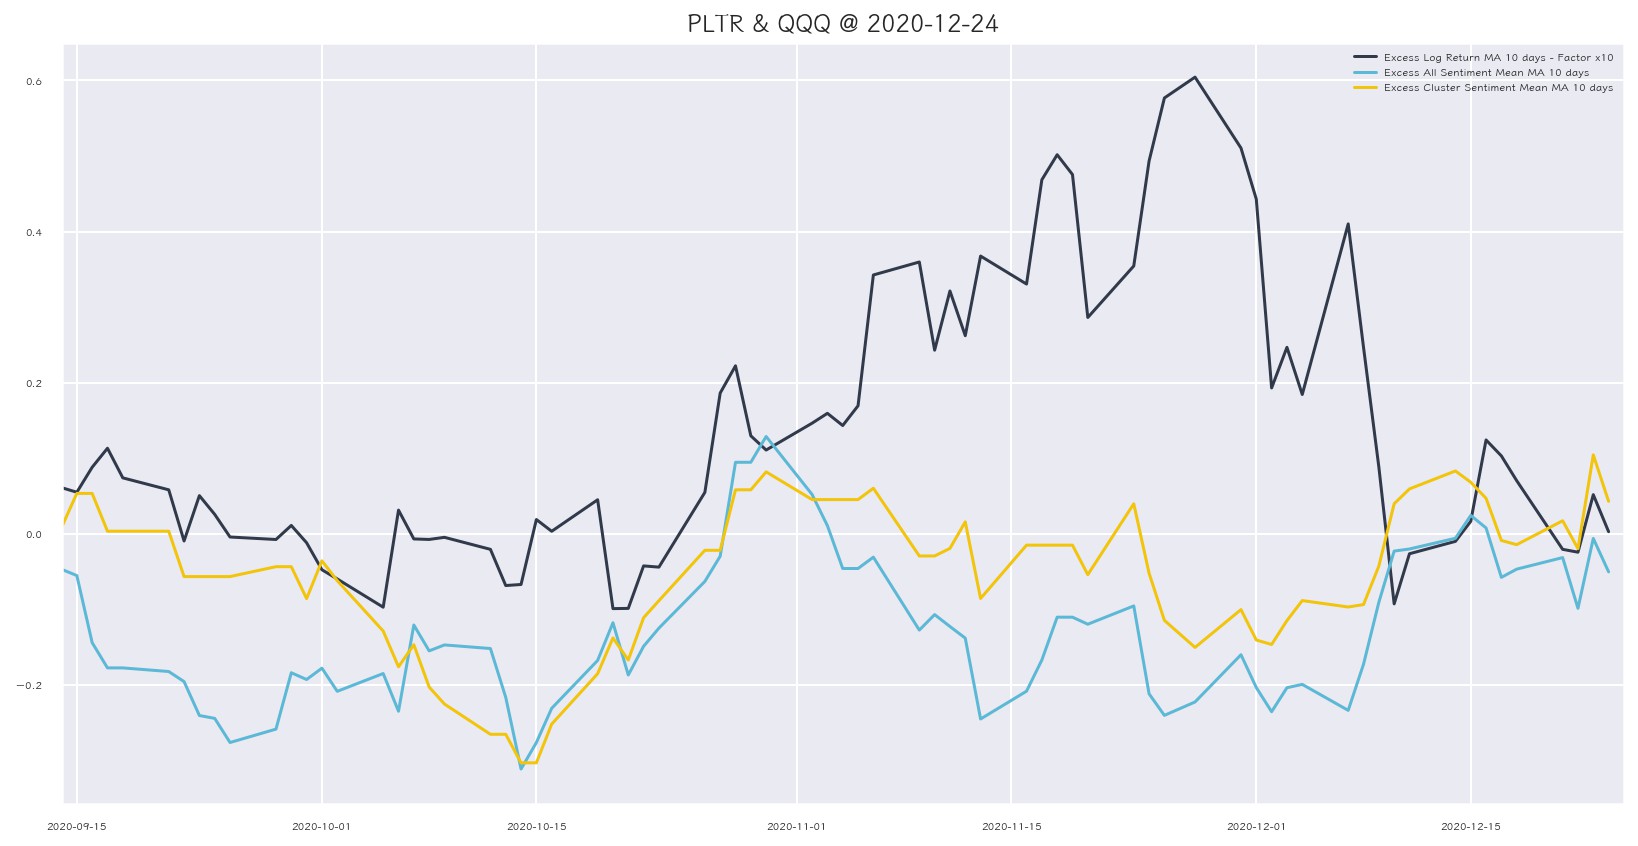 PLTR & QQQ @ 2020-12-24
Excess Log Return MA 10 days - Factor x10
Excess All Sentiment Mean MA 10 days
Excess Cluster Sentiment Mean MA 10 days
0.6
0.4
0.2
0.0
−0.2
2020-09-15 2020-10-01 2020-10-15 2020-11-01 2020-11-15 2020-12-01 2020-12-15